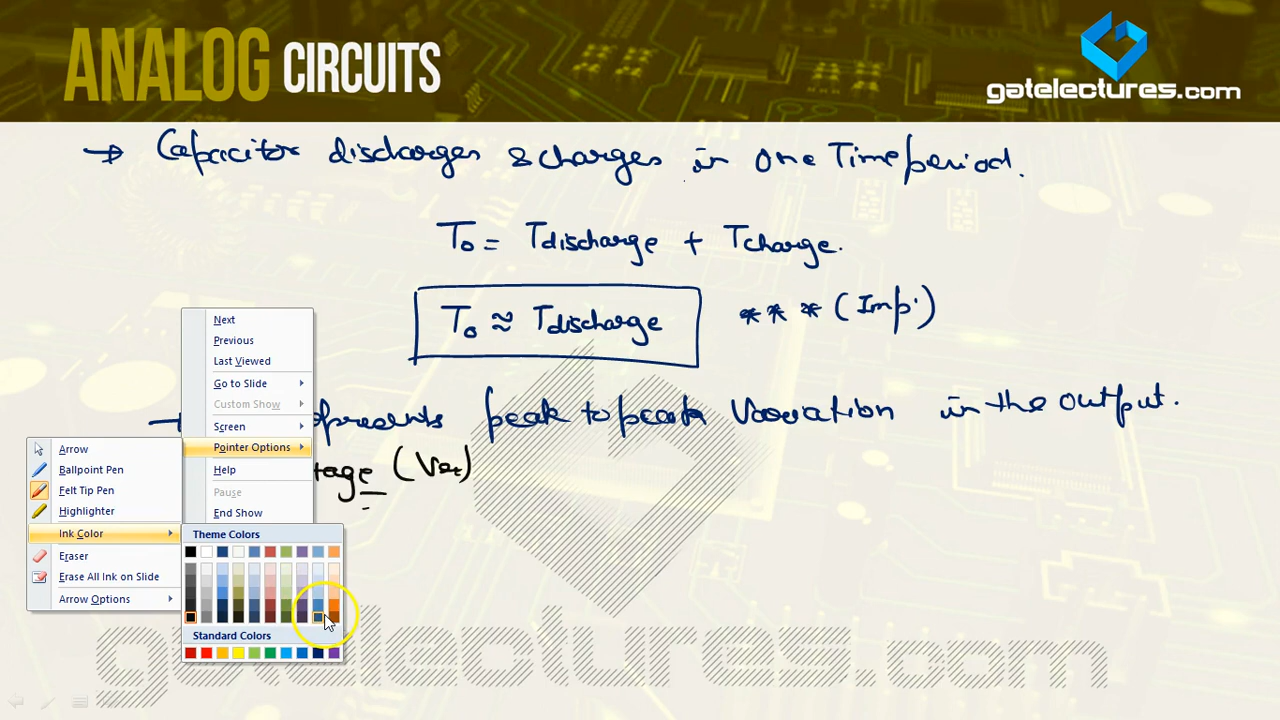 ANALOG CIRCUITS
gatelectures.com
→ Capacitor discharges & charges in one Time period.
To = Tdischarge + Tcharge.
To ≈ Tdischarge *** (Imp.)
presents peak to peak Variation in the output.
tage
Next
Previous
Last Viewed
Go to Slide
Custom Show
Screen
Pointer Options
Help
Pause
End Show
Arrow
Ballpoint Pen
Felt Tip Pen
Highlighter
Ink Color
Eraser
Erase All Ink on Slide
Arrow Options
Theme Colors
Standard Colors
gatelectures.com